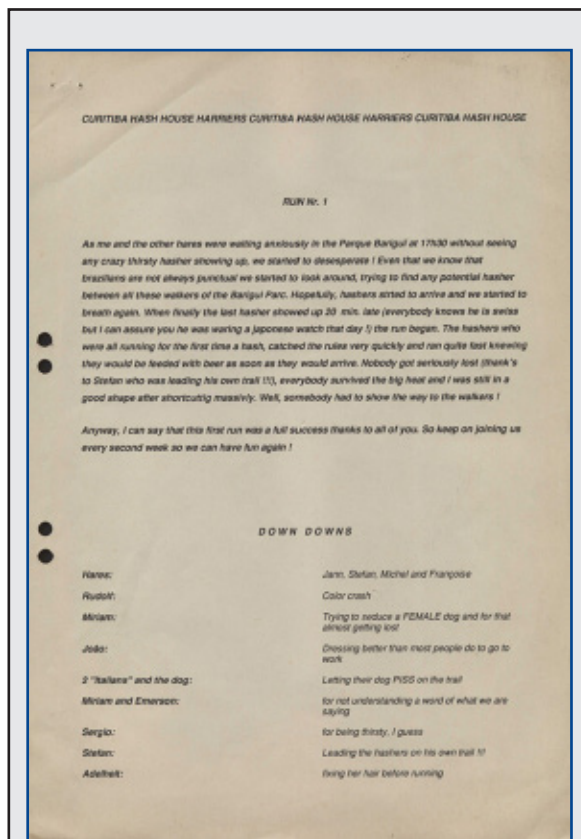 CURITIBA HASH HOUSE HARRIERS CURITIBA HASH HOUSE HARRIERS CURITIBA HASH HOUSE
RUN Nr. 1
As me and the other hares were waiting anxiously in the Parque Barigui at 17h30 without seeing
any crazy thirsty hasher showing up, we started to desesperate ! Even that we know that
brazilians are not always punctual we started to look around, trying to find any potential hasher
between all these walkers of the Barigui Parc. Hopefully, hashers strted to arrive and we started to
breath again. When finally the last hasher showed up 20 min. late (everybody knows he is swiss
but I can assure you he was waring a japonese watch that day !) the run began. The hashers who
were all running for the first time a hash, catched the rules very quickly and ran quite fast knewing
they would be feeded with beer as soon as they would arrive. Nobody got seriously lost (thank's
to Stefan who was leading his own trail !!!), everybody survived the big heat and I was still in a
good shape after shortcuttig massivly. Well, somebody had to show the way to the walkers !
Anyway, I can say that this first run was a full success thanks to all of you. So keep on joining us
every second week so we can have fun again !
DOWN DOWNS
Hares: Jann, Stefan, Michel and Françoise
Rudolf: Color crash
Miriam: Trying to seduce a FEMALE dog and for that
almost getting lost
João: Dressing better than most people do to go to
work
2 "Italians" and the dog: Letting their dog PISS on the trail
Miriam and Emerson: for not understanding a word of what we are
saying
Sergio: for being thirsty, I guess
Stefan: Leading the hashers on his own trail !!!
Adelheit: fixing her hair before running